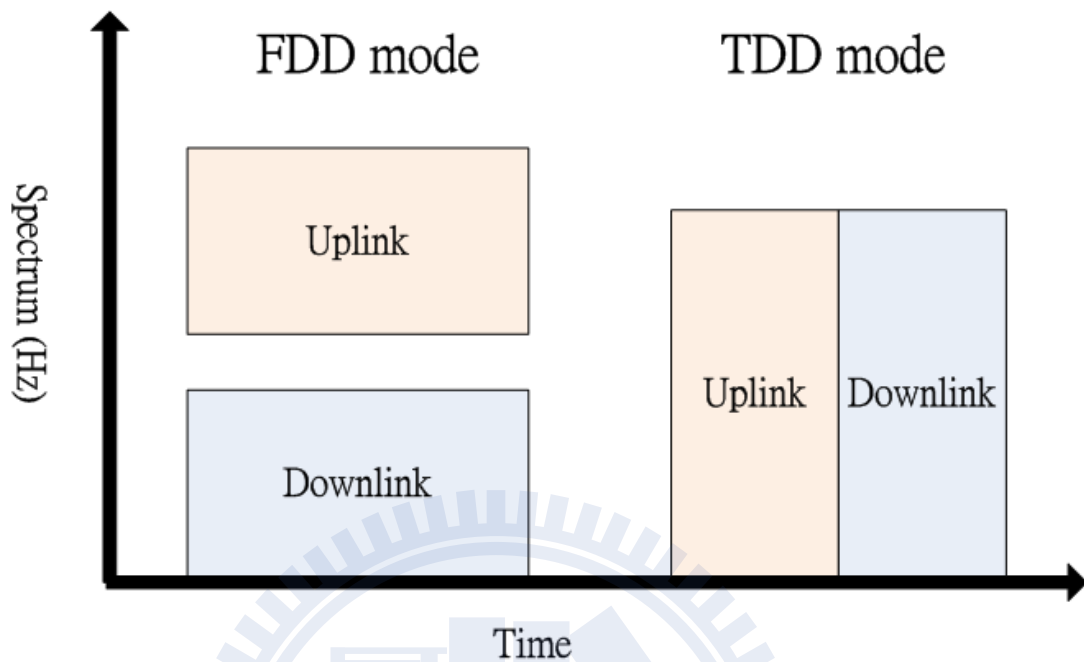 FDD mode
TDD mode
Spectrum (Hz)
Uplink
Downlink
Uplink
Downlink
Time